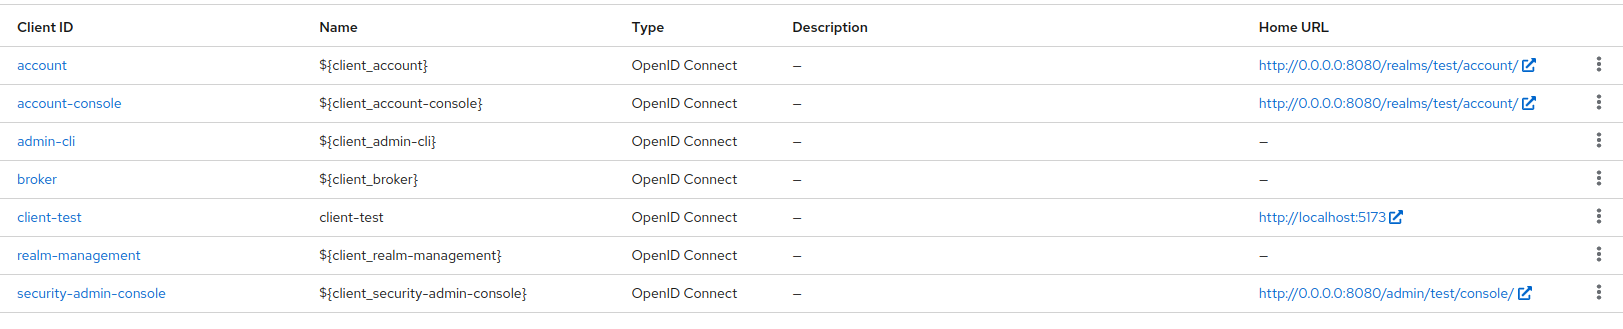 Client ID Name Type Description Home URL
account ${client_account} OpenID Connect – http://0.0.0.0:8080/realms/test/account/
account-console ${client_account-console} OpenID Connect – http://0.0.0.0:8080/realms/test/account/
admin-cli ${client_admin-cli} OpenID Connect – –
broker ${client_broker} OpenID Connect – –
client-test client-test OpenID Connect – http://localhost:5173
realm-management ${client_realm-management} OpenID Connect – –
security-admin-console ${client_security-admin-console} OpenID Connect – http://0.0.0.0:8080/admin/test/console/